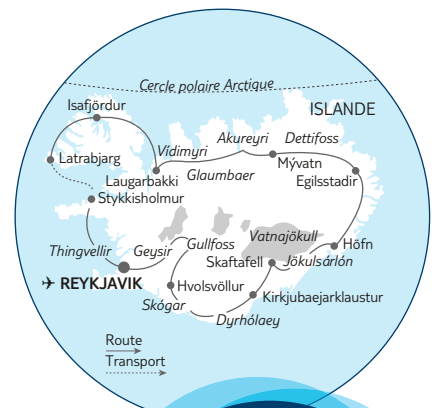 Cercle polaire Arctique
Isafjördur
ISLANDE
Akureyri
Dettifoss
Vidimyri
Latrabjarg
Mývatn
Glaumbaer
Laugarbakki
Egilsstadir
Stykkisholmur
Vatnajökull
Gullfoss
Höfn
Thingvellir
Geysir
Skaftafell
Jökulsárlón
REYKJAVIK
Hvolsvöllur
Kirkjubaejarklaustur
Skógar
Dyrhólaey
Route
Transport